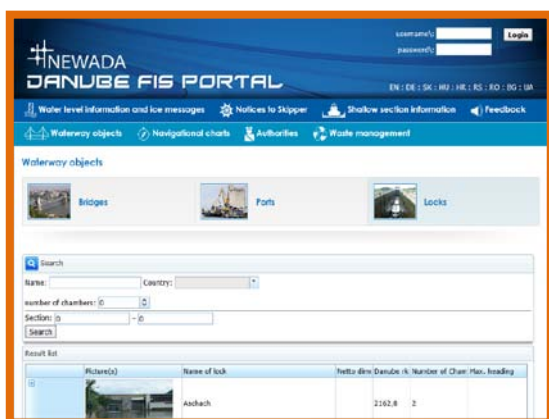 username\:
Login
password\:
NEWADA
DANUBE FIS PORTAL
EN : DE : SK : HU : HR : RS : RO : BG : UA
Water level information and ice messages Notices to Skipper Shallow section information Feedback
Waterway objects Navigational charts Authorities Waste management
Waterway objects
Bridges Ports Locks
Search
Name: Country:
number of chambers: 0
Section: 0 - 0
Search
Result list
Picture(s) Name of lock Netto dim Danube rk Number of Cham Max. heading
Aschach 2162,8 2